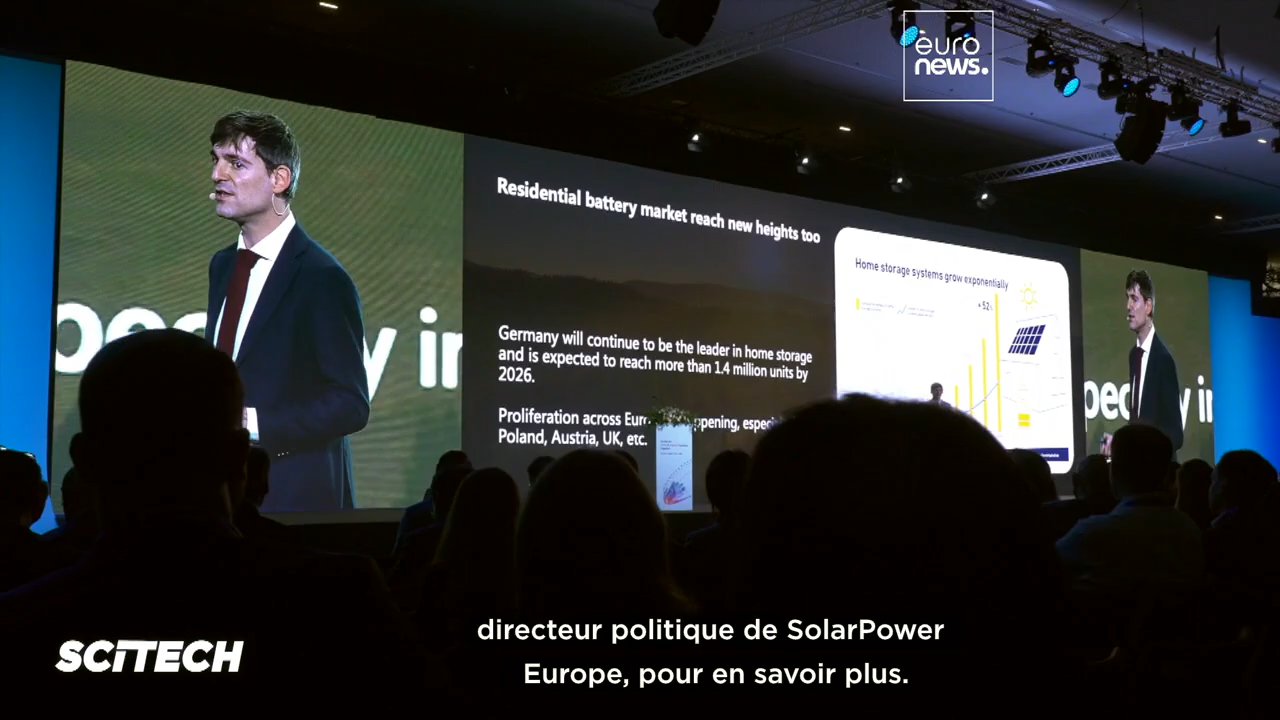 euro
news.
Residential battery market reach new heights too
Home storage systems grow exponentially
+52%
Germany will continue to be the leader in home storage
and is expected to reach more than 1.4 million units by
2026.
Proliferation across
Poland, Austria, UK, etc.
SCITECH
directeur politique de SolarPower
Europe, pour en savoir plus.